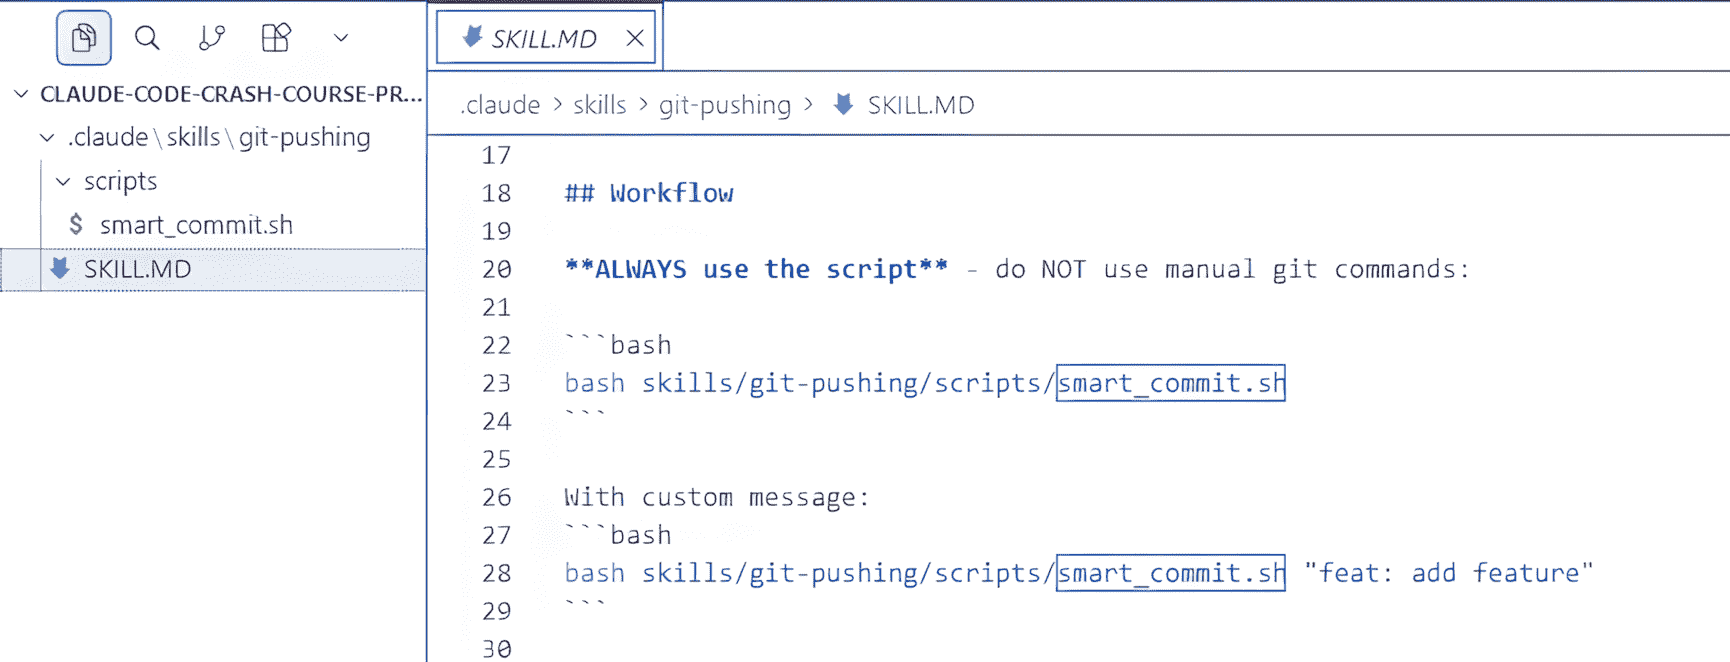 CLAUDE-CODE-CRASH-COURSE-PR...
.claude\skills\git-pushing
scripts
$ smart_commit.sh
SKILL.MD
SKILL.MD
.claude > skills > git-pushing > SKILL.MD
17
18 ## Workflow
19
20 **ALWAYS use the script** - do NOT use manual git commands:
21
22 ```bash
23 bash skills/git-pushing/scripts/smart_commit.sh
24 ```
25
26 With custom message:
27 ```bash
28 bash skills/git-pushing/scripts/smart_commit.sh "feat: add feature"
29 ```
30